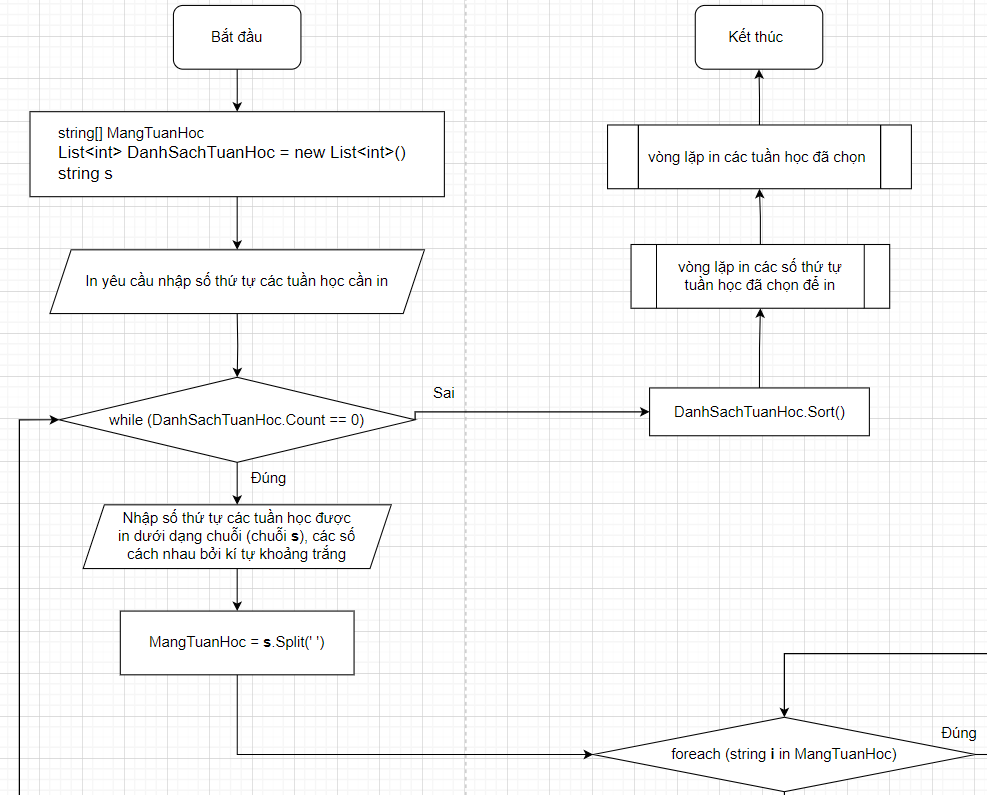 Bắt đầu
string[] MangTuanHoc
List<int> DanhSachTuanHoc = new List<int>()
string s
In yêu cầu nhập số thứ tự các tuần học cần in
while (DanhSachTuanHoc.Count == 0)
Đúng
Sai
Nhập số thứ tự các tuần học được
in dưới dạng chuỗi (chuỗi s), các số
cách nhau bởi kí tự khoảng trắng
MangTuanHoc = s.Split(' ')
foreach (string i in MangTuanHoc)
Đúng
DanhSachTuanHoc.Sort()
vòng lặp in các số thứ tự
tuần học đã chọn để in
vòng lặp in các tuần học đã chọn
Kết thúc